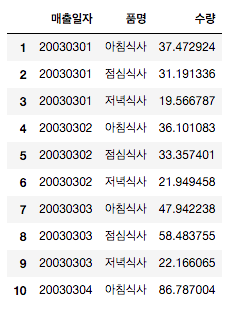 매출일자 품명 수량
1 20030301 아침식사 37.472924
2 20030301 점심식사 31.191336
3 20030301 저녁식사 19.566787
4 20030302 아침식사 36.101083
5 20030302 점심식사 33.357401
6 20030302 저녁식사 21.949458
7 20030303 아침식사 47.942238
8 20030303 점심식사 58.483755
9 20030303 저녁식사 22.166065
10 20030304 아침식사 86.787004